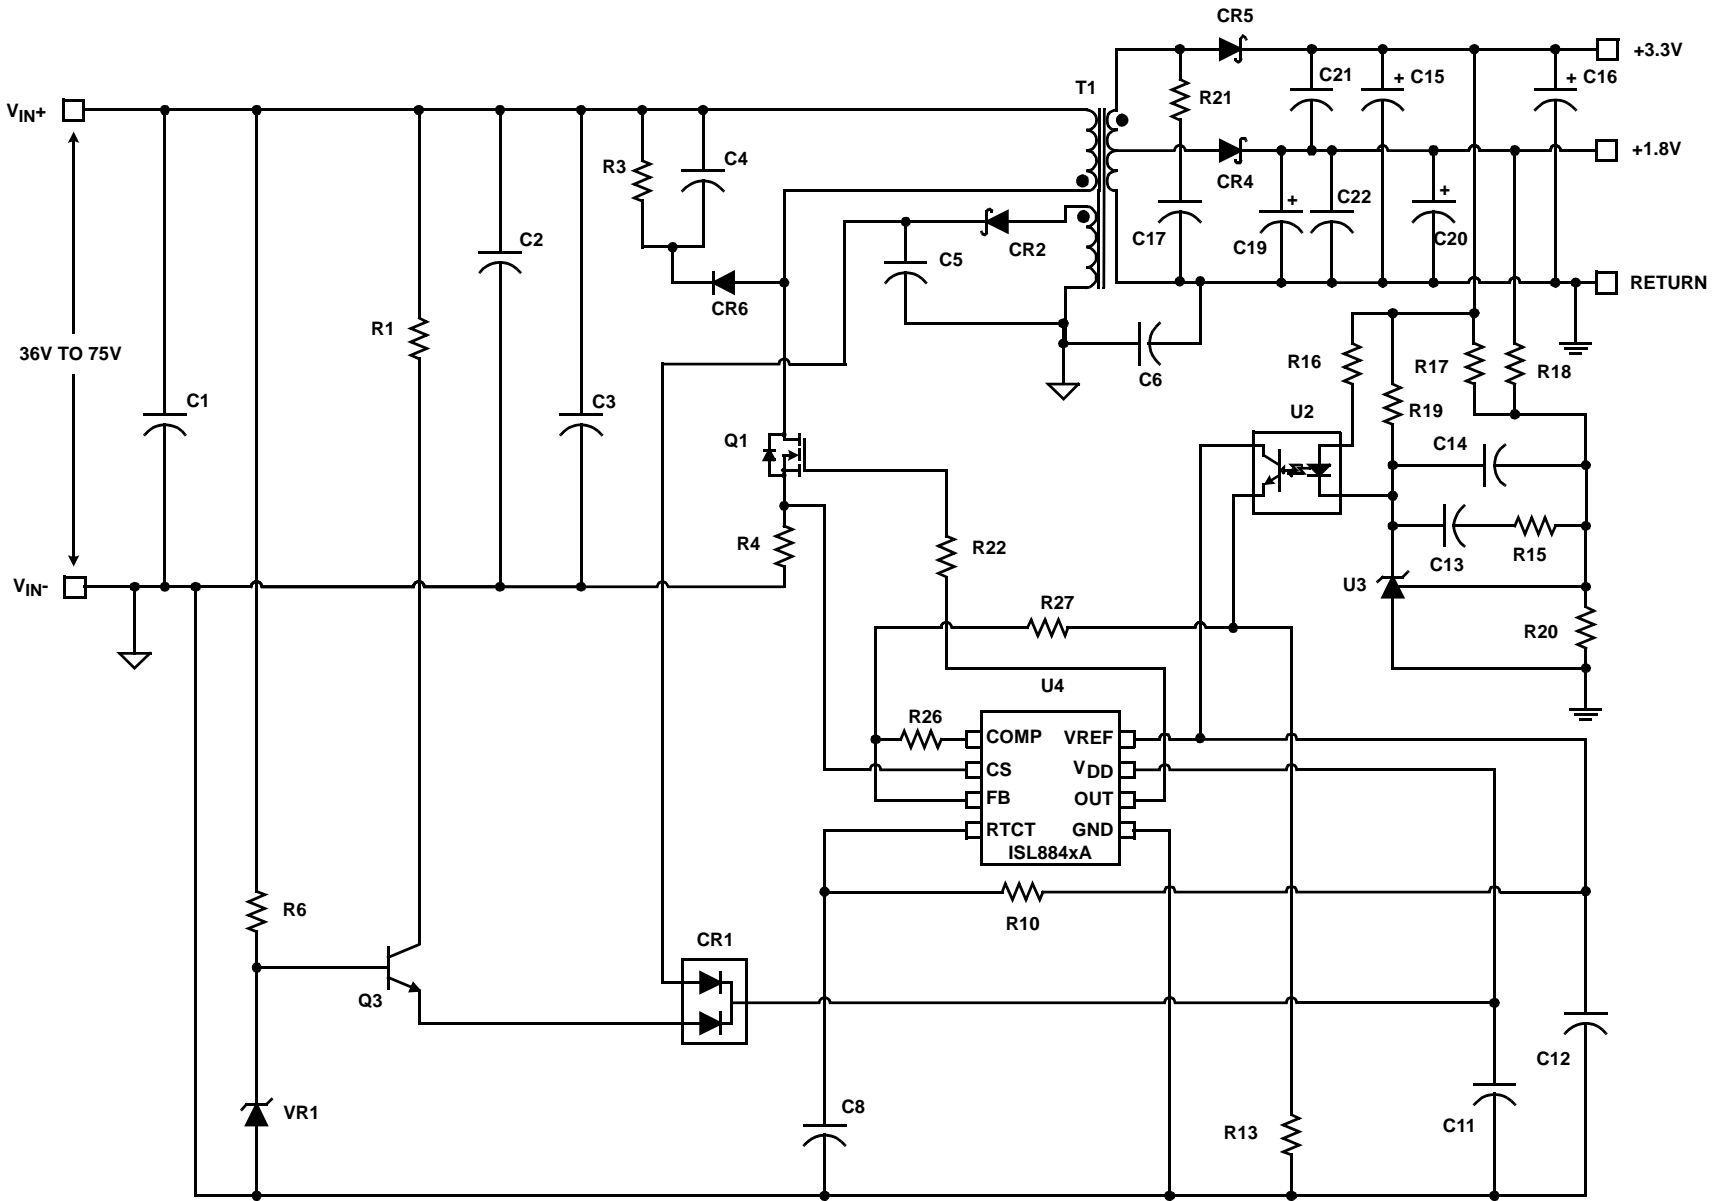 CR5
+3.3V
C21
+ C15
+ C16
T1
R21
VIN+
+1.8V
R3
C4
CR4
+
C22
+
C17
C19
C20
C2
C5
CR2
CR6
RETURN
R1
36V TO 75V
R16
R17
R18
C6
C1
C3
U2
R19
Q1
C14
R4
R22
C13
R15
VIN-
U3
R27
R20
U4
R26
COMP
VREF
CS
VDD
FB
OUT
RTCT
GND
ISL884xA
R6
R10
CR1
Q3
C12
VR1
C8
R13
C11